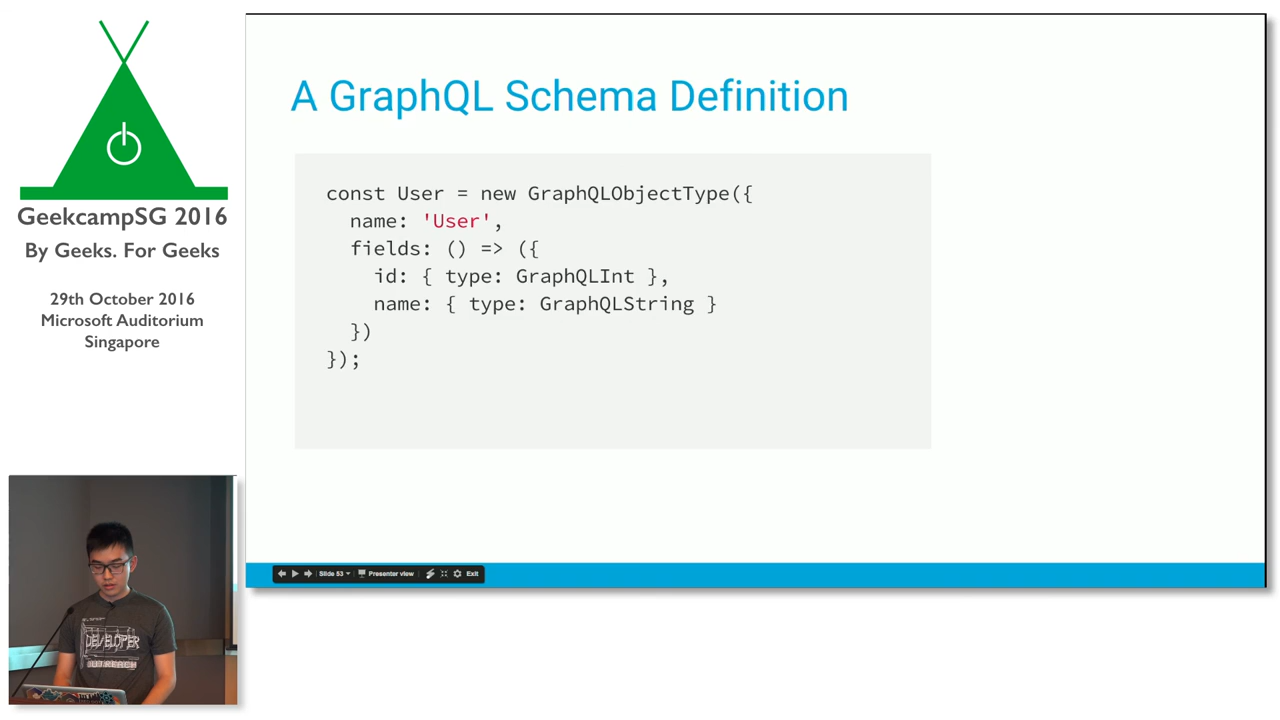 GeekcampSG 2016
By Geeks. For Geeks
29th October 2016
Microsoft Auditorium
Singapore
A GraphQL Schema Definition
const User = new GraphQLObjectType({
name: 'User',
fields: () => ({
id: { type: GraphQLInt },
name: { type: GraphQLString }
})
});
Slide 53
Presenter view
Exit
DEVELOPER